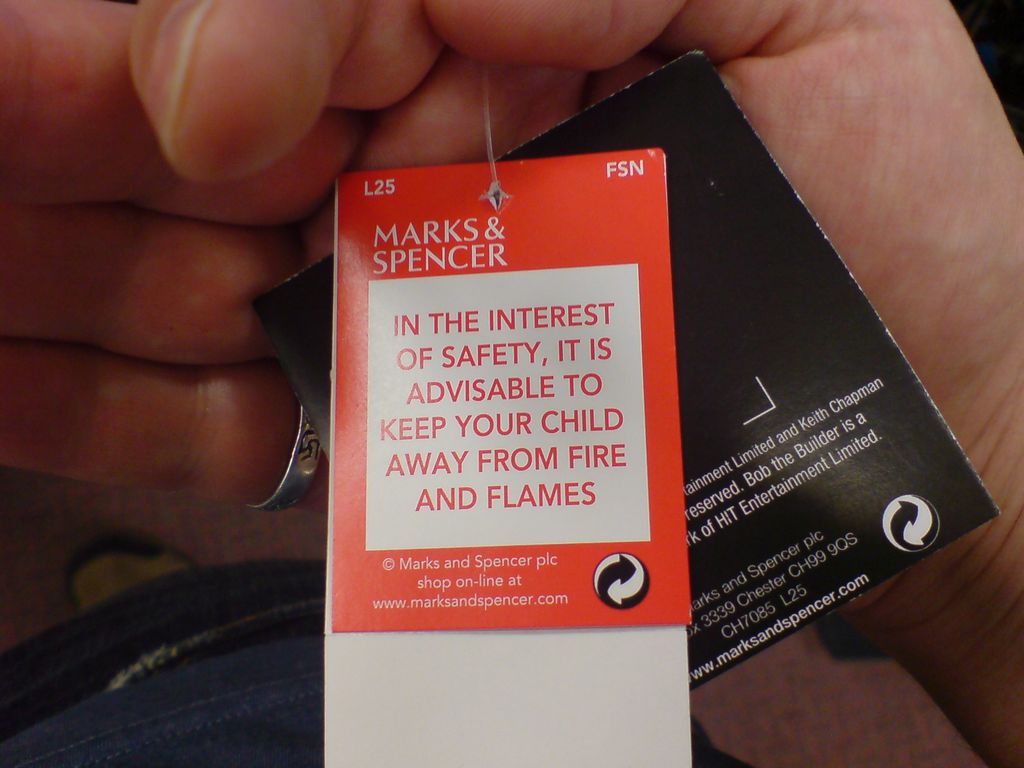 L25
FSN
MARKS &
SPENCER
IN THE INTEREST
OF SAFETY, IT IS
ADVISABLE TO
KEEP YOUR CHILD
AWAY FROM FIRE
AND FLAMES
© Marks and Spencer plc
shop on-line at
www.marksandspencer.com
Limited and Keith Chapman
reserved. Bob the Builder is a
of HIT Entertainment Limited.
and Spencer plc
3339 Chester CH99 9QS
CH7085 L25
www.marksandspencer.com